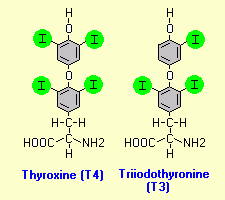 H H
O O
I I I
O O
I I I
H-C-H H-C-H
HOOC C NH2 HOOC C NH2
H H
Thyroxine (T4) Triiodothyronine
(T3)